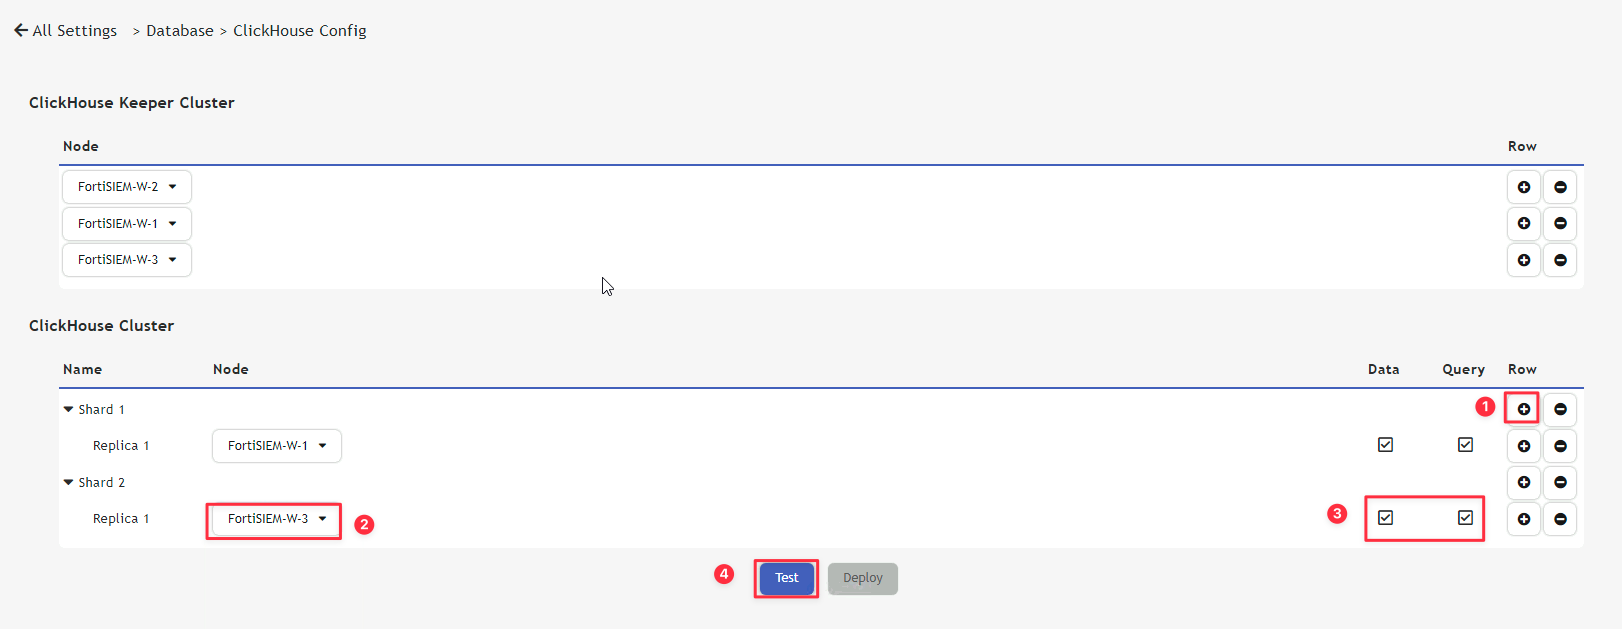 All Settings > Database > ClickHouse Config
ClickHouse Keeper Cluster
Node Row
FortiSIEM-W-2
FortiSIEM-W-1
FortiSIEM-W-3
ClickHouse Cluster
Name Node Data Query Row
Shard 1 1
Replica 1 FortiSIEM-W-1
Shard 2
Replica 1 FortiSIEM-W-3 2 3
4 Test Deploy